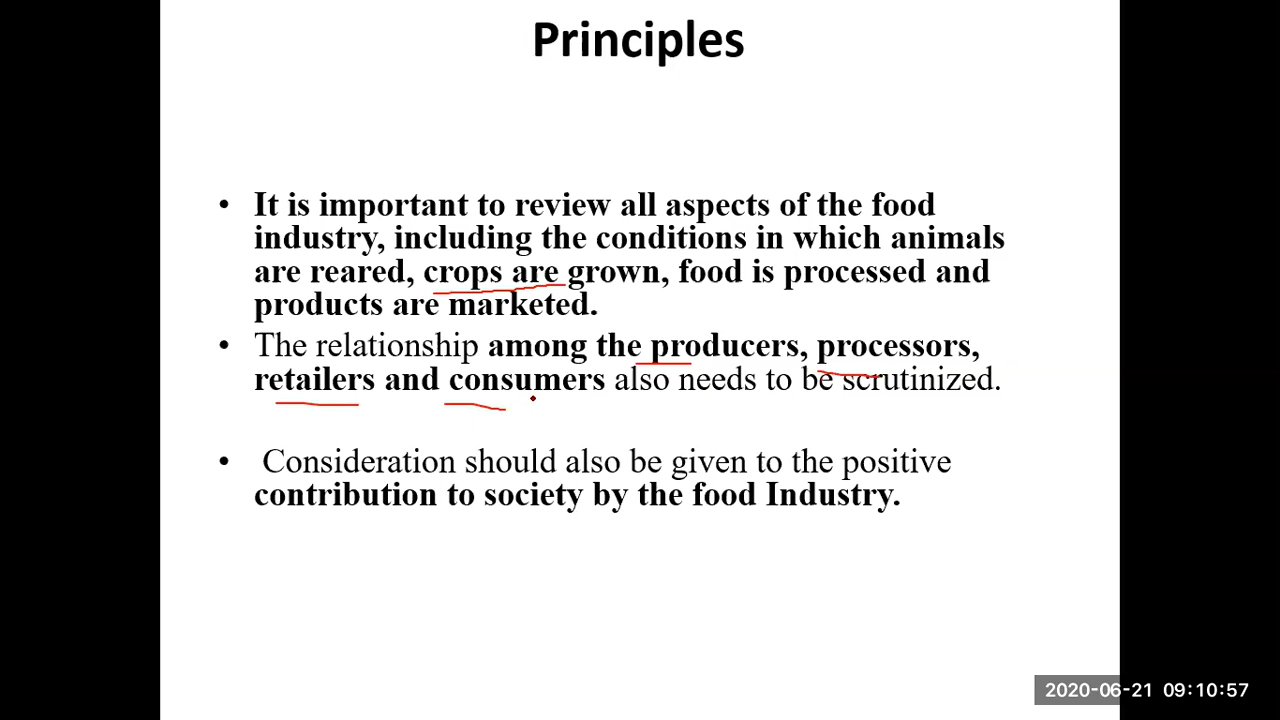 Principles
• It is important to review all aspects of the food
industry, including the conditions in which animals
are reared, crops are grown, food is processed and
products are marketed.
• The relationship among the producers, processors,
retailers and consumers also needs to be scrutinized.
• Consideration should also be given to the positive
contribution to society by the food Industry.
2020-06-21 09:10:57